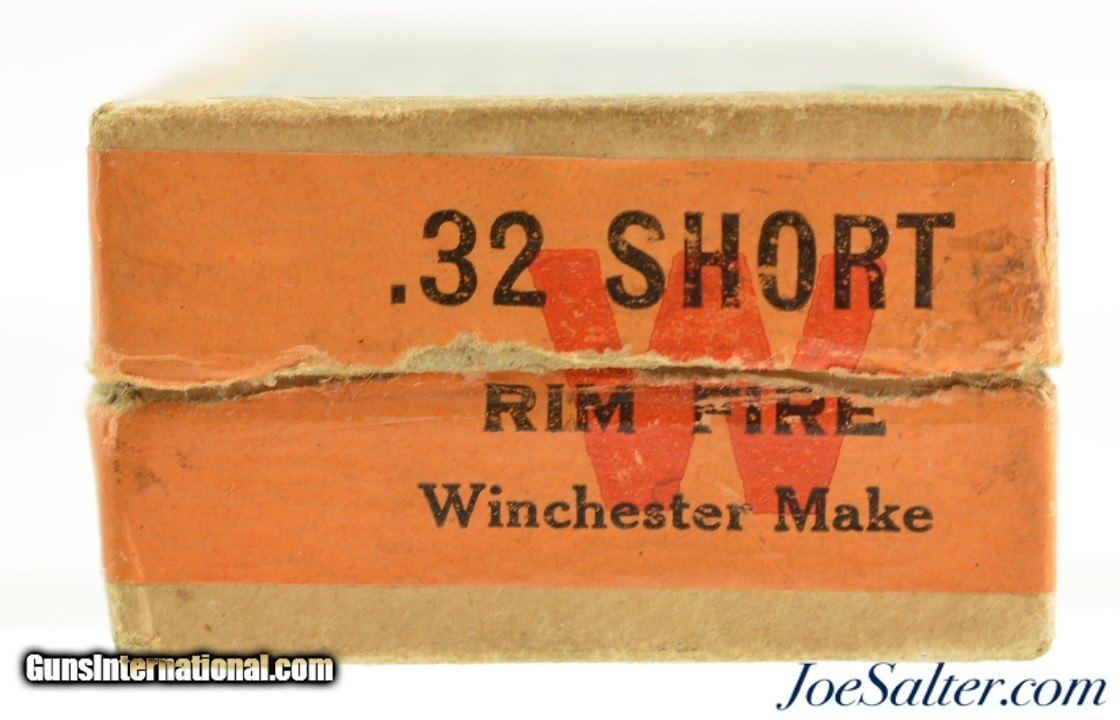 .32 SHORT
W
RIM FIRE
Winchester Make
GunsInternational.com
JoeSalter.com